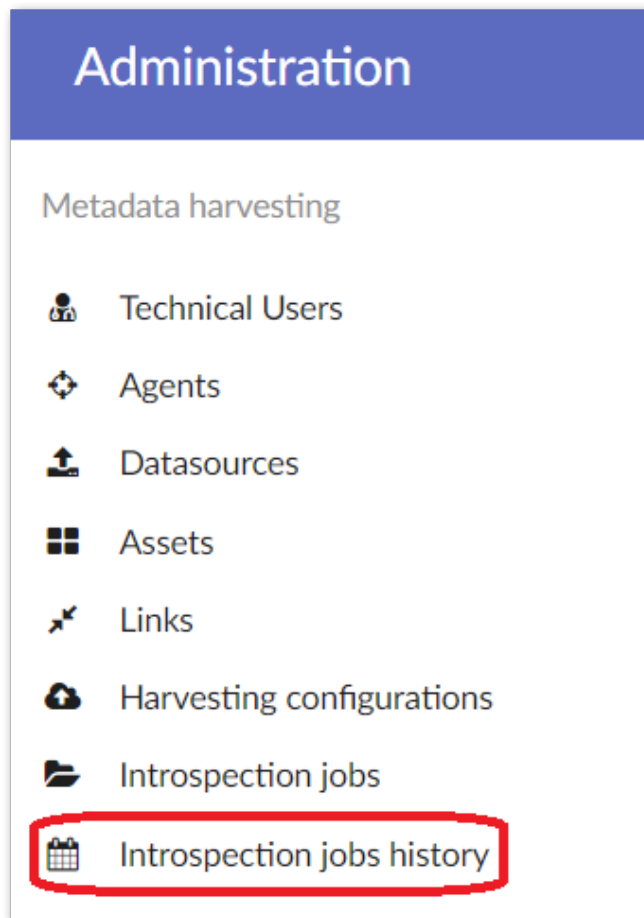 Administration
Metadata harvesting
Technical Users
Agents
Datasources
Assets
Links
Harvesting configurations
Introspection jobs
Introspection jobs history